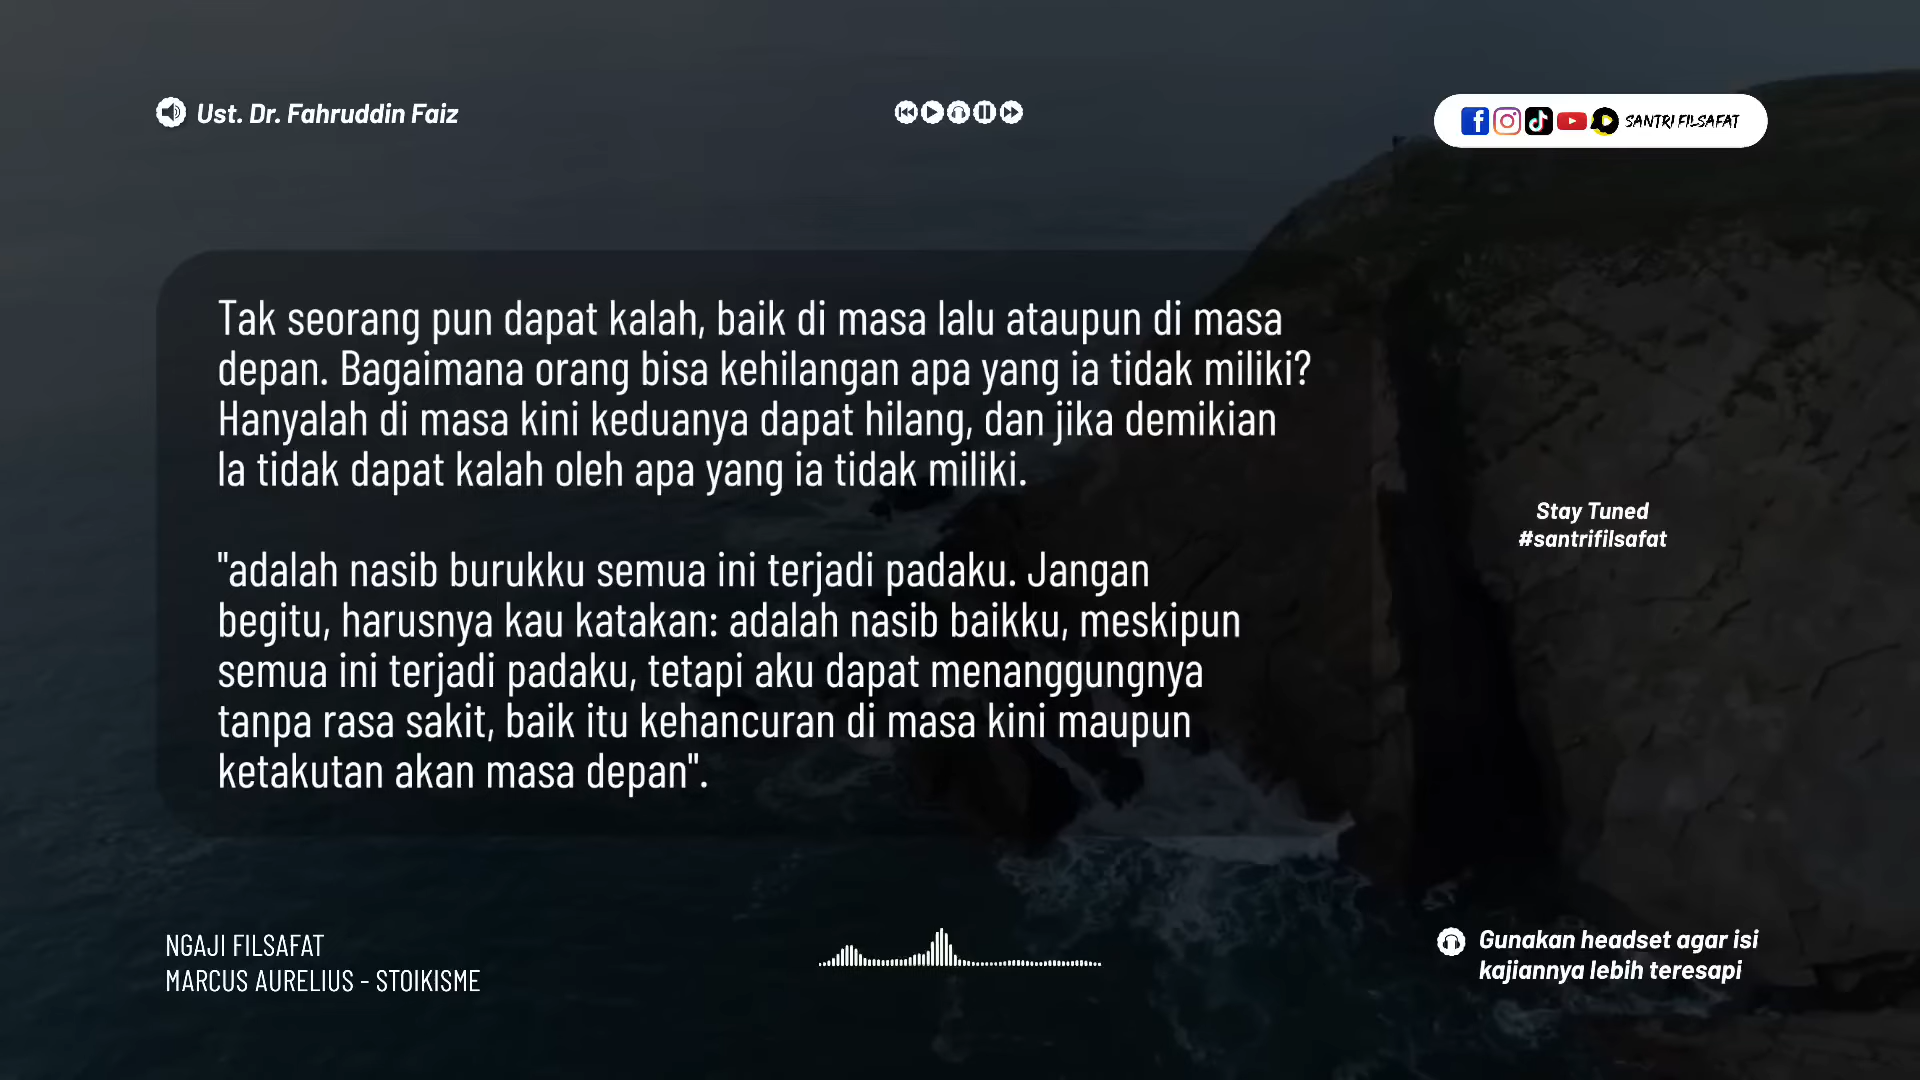 Ust. Dr. Fahruddin Faiz
SANTRI FILSAFAT
Tak seorang pun dapat kalah, baik di masa lalu ataupun di masa
depan. Bagaimana orang bisa kehilangan apa yang ia tidak miliki?
Hanyalah di masa kini keduanya dapat hilang, dan jika demikian
Ia tidak dapat kalah oleh apa yang ia tidak miliki.
"adalah nasib burukku semua ini terjadi padaku. Jangan
begitu, harusnya kau katakan: adalah nasib baikku, meskipun
semua ini terjadi padaku, tetapi aku dapat menanggungnya
tanpa rasa sakit, baik itu kehancuran di masa kini maupun
ketakutan akan masa depan".
Stay Tuned
#santrifilsafat
NGAJI FILSAFAT
MARCUS AURELIUS - STOIKISME
Gunakan headset agar isi
kajiannya lebih teresapi